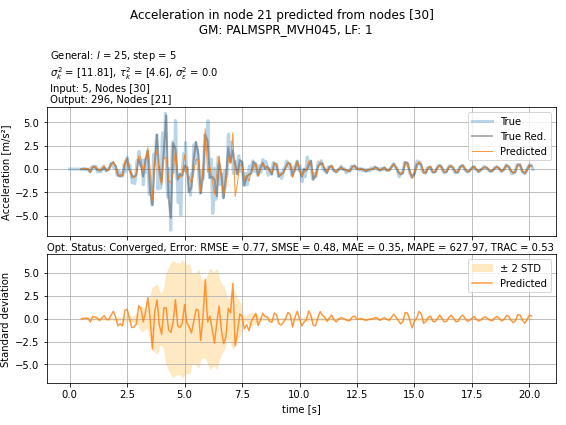 Acceleration in node 21 predicted from nodes [30]
GM: PALMSPR_MVH045, LF: 1
General: l = 25, step = 5
σ²ₖ = [11.81], τ²ₖ = [4.6], σ²ε = 0.0
Input: 5, Nodes [30]
Output: 296, Nodes [21]
Acceleration [m/s²]
5.0
2.5
0.0
−2.5
−5.0
True
True Red.
Predicted
Opt. Status: Converged, Error: RMSE = 0.77, SMSE = 0.48, MAE = 0.35, MAPE = 627.97, TRAC = 0.53
Standard deviation
5.0
2.5
0.0
−2.5
−5.0
± 2 STD
Predicted
0.0 2.5 5.0 7.5 10.0 12.5 15.0 17.5 20.0
time [s]